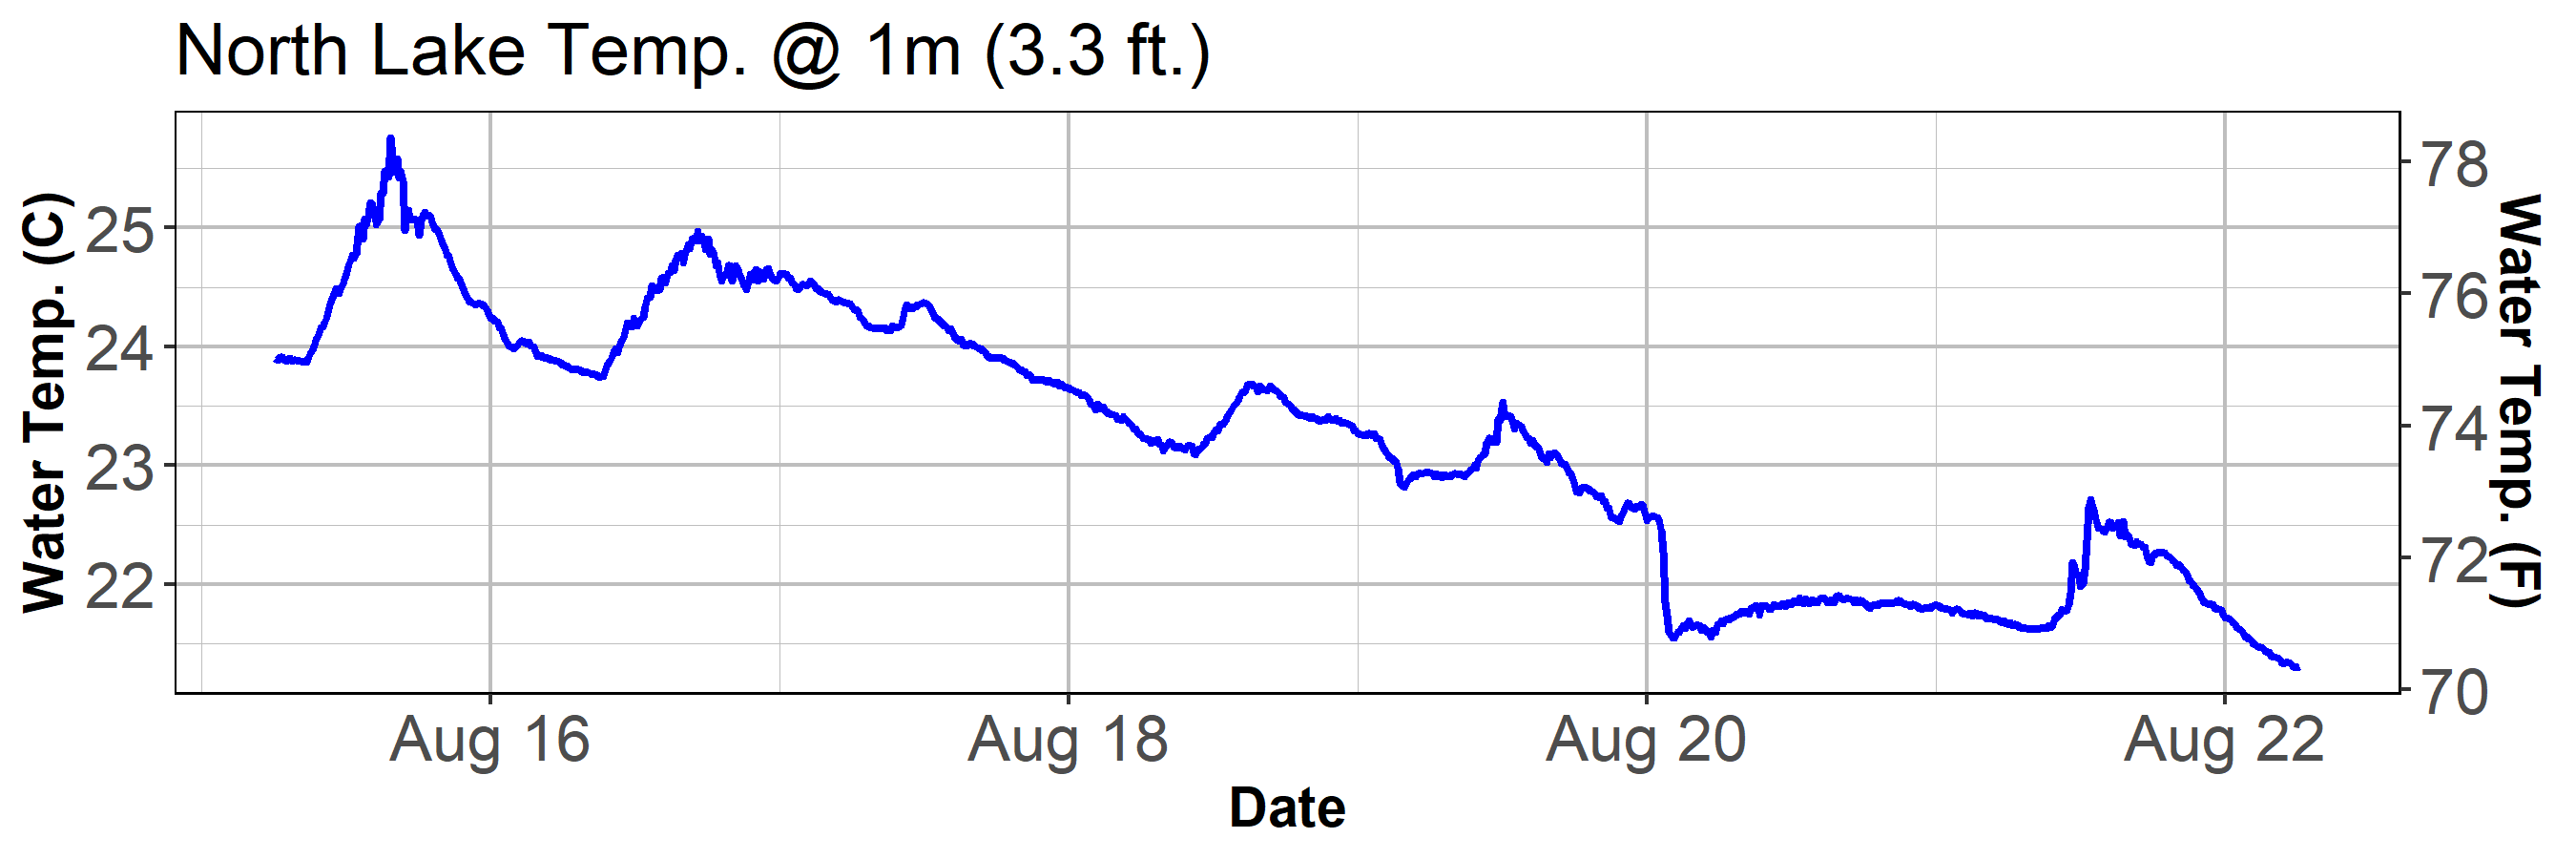 North Lake Temp. @ 1m (3.3 ft.)
Water Temp. (C)
25
24
23
22
78
76
74
72
70
Water Temp. (F)
Aug 16 Aug 18 Aug 20 Aug 22
Date